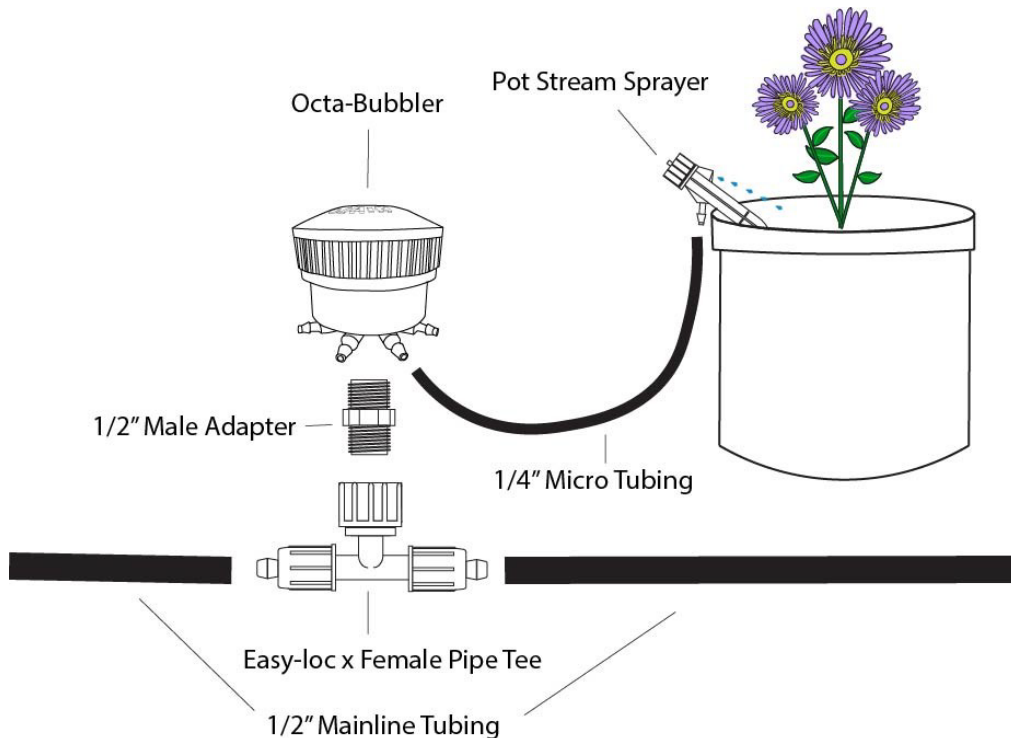 Pot Stream Sprayer
Octa-Bubbler
1/2” Male Adapter
1/4” Micro Tubing
Easy-loc x Female Pipe Tee
1/2” Mainline Tubing